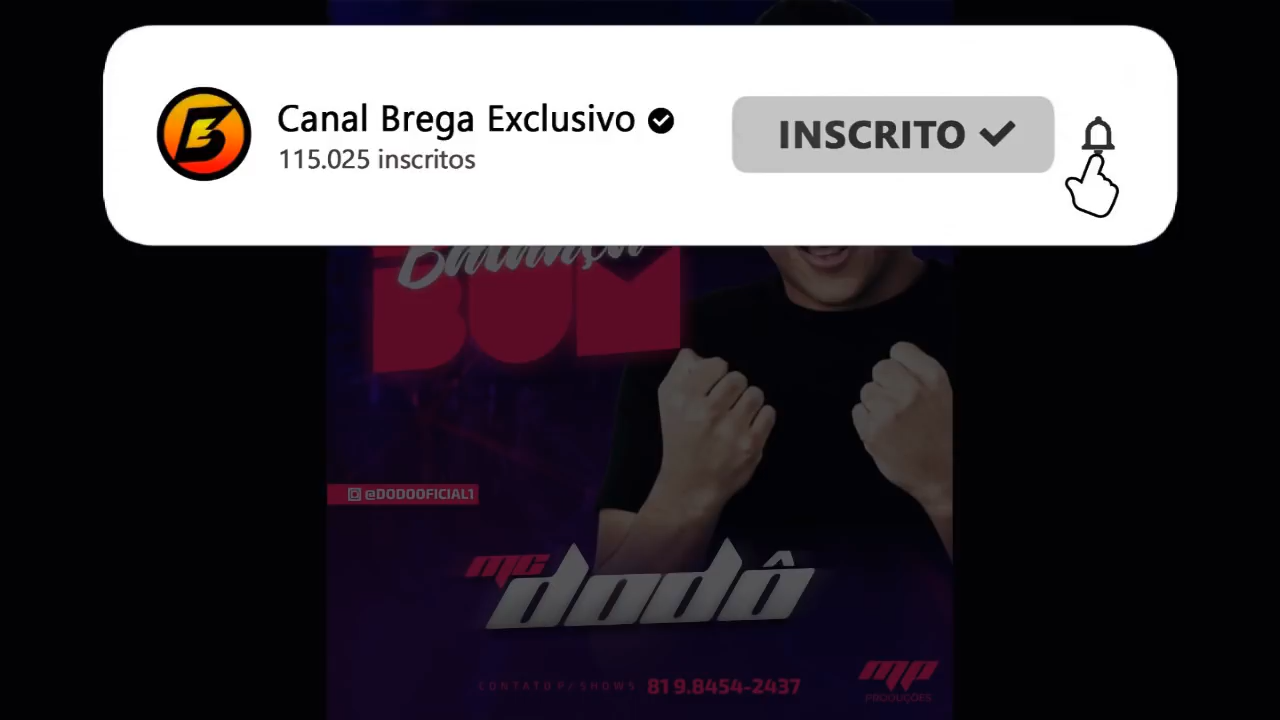 Canal Brega Exclusivo
115.025 inscritos
INSCRITO
Balança
BUM
@DODOOFICIAL1
MC
dodô
CONTATO P/ SHOWS 81 9.8454-2437
MP
PRODUÇÕES